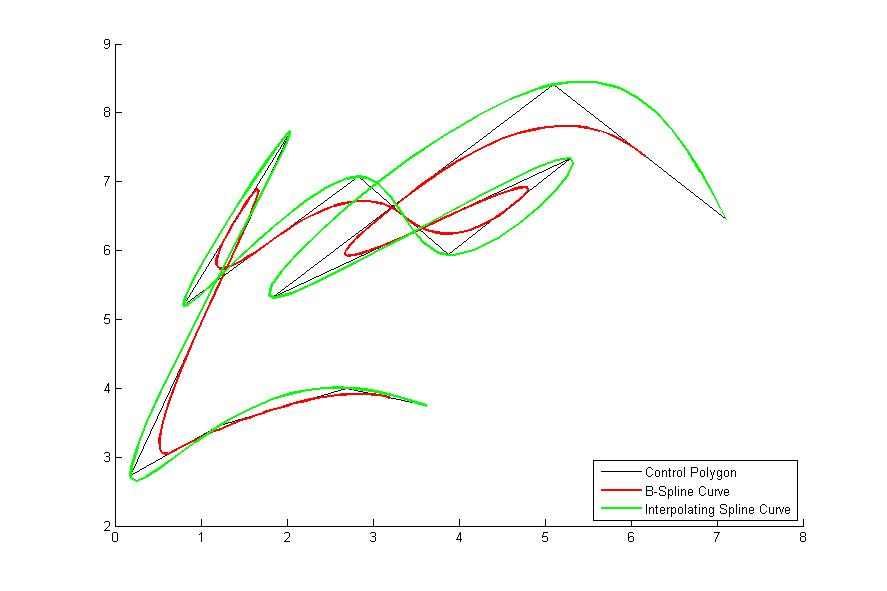 9
8
7
6
5
4
3
2
0 1 2 3 4 5 6 7 8
Control Polygon
B-Spline Curve
Interpolating Spline Curve